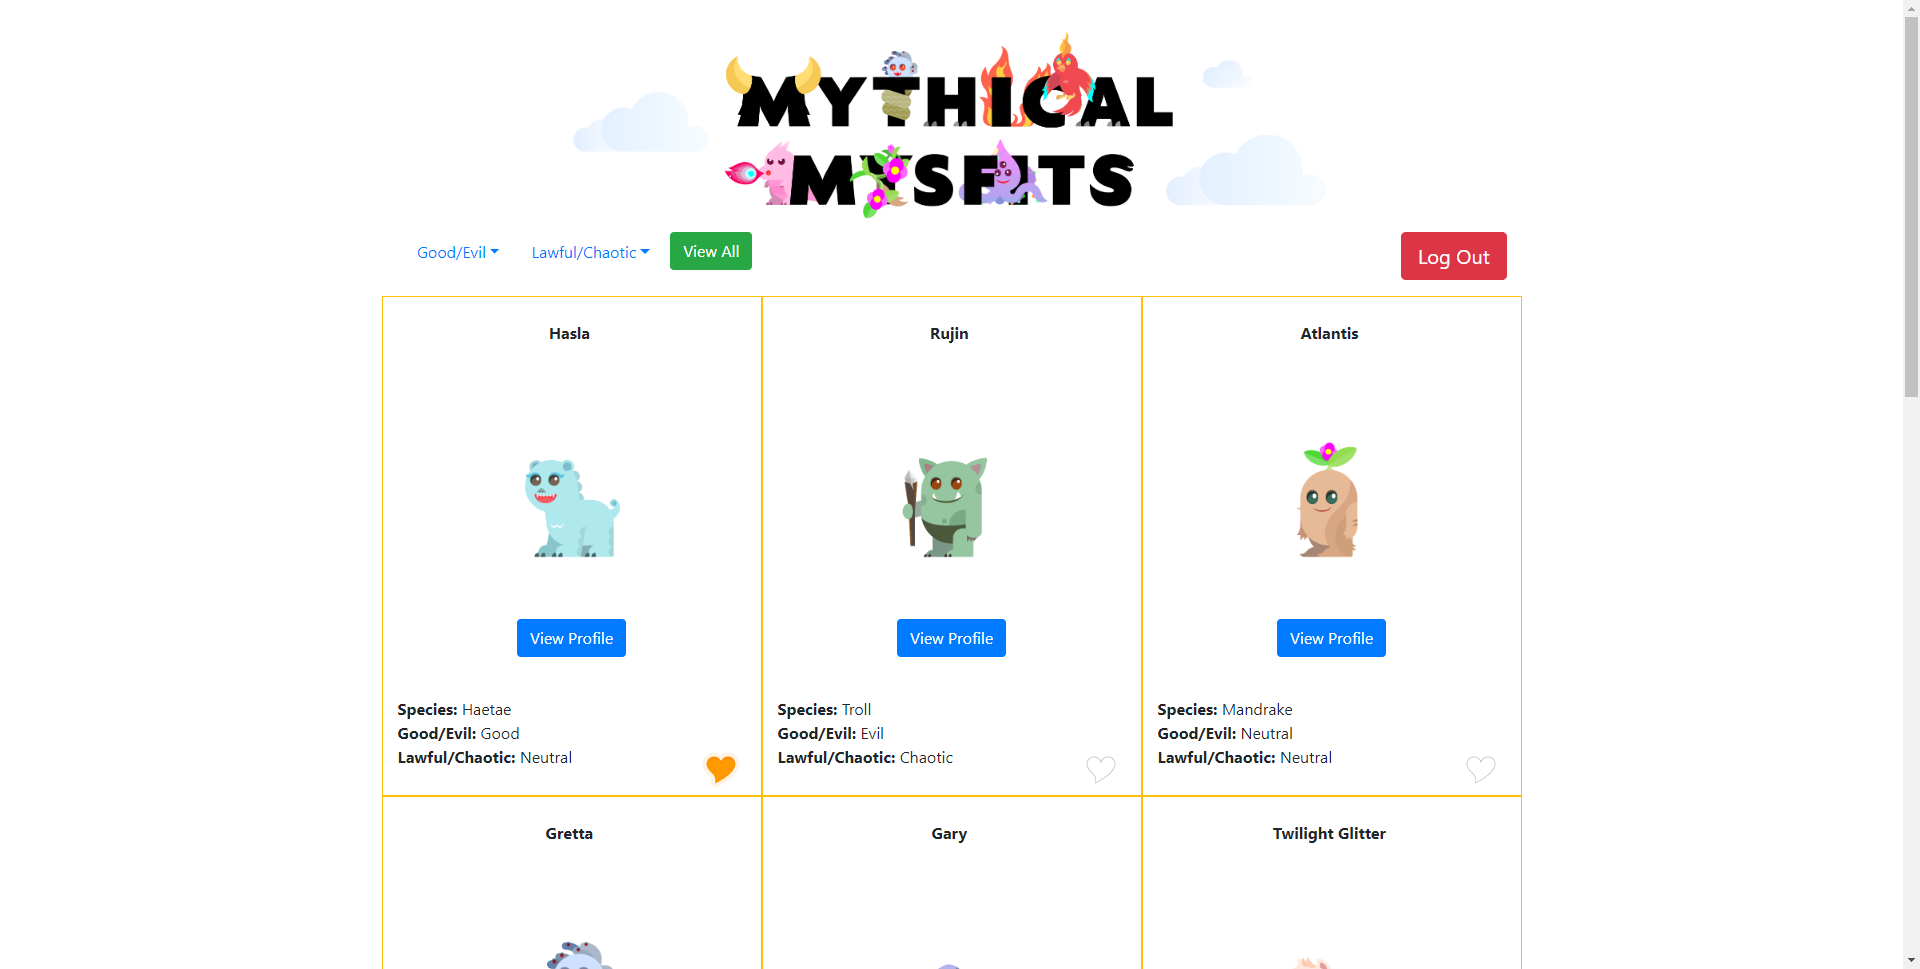 MYTHICAL
MYSFITS
Good/Evil Lawful/Chaotic View All Log Out
Hasla Rujin Atlantis
View Profile View Profile View Profile
Species: Haetae
Good/Evil: Good
Lawful/Chaotic: Neutral
Species: Troll
Good/Evil: Evil
Lawful/Chaotic: Chaotic
Species: Mandrake
Good/Evil: Neutral
Lawful/Chaotic: Neutral
Gretta Gary Twilight Glitter